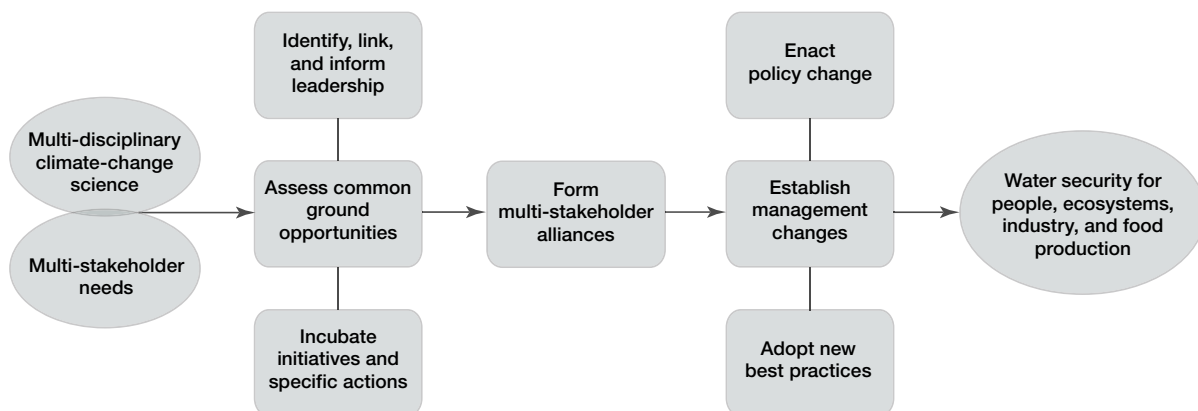 Multi-disciplinary
climate-change
science
Multi-stakeholder
needs
Identify, link,
and inform
leadership
Assess common
ground
opportunities
Incubate
initiatives and
specific actions
Form
multi-stakeholder
alliances
Enact
policy change
Establish
management
changes
Adopt new
best practices
Water security for
people, ecosystems,
industry, and food
production